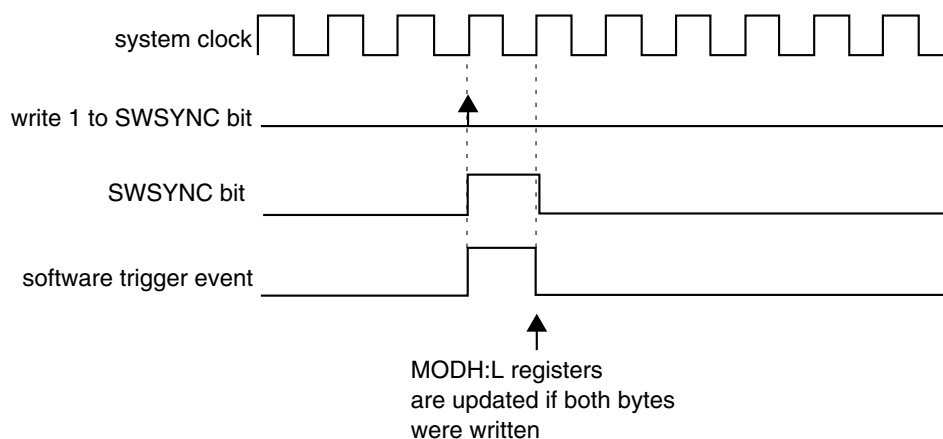 system clock
write 1 to SWSYNC bit
SWSYNC bit
software trigger event
MODH:L registers
are updated if both bytes
were written